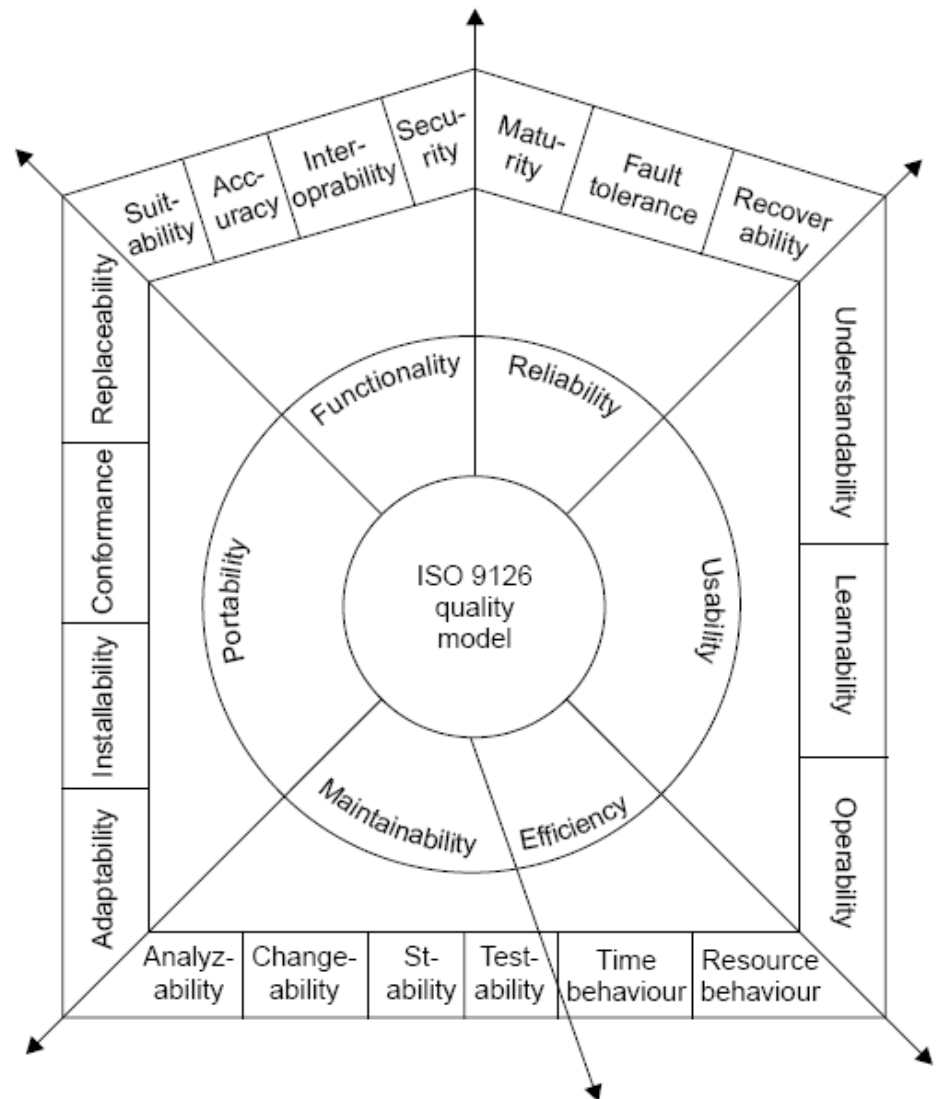 Suit-
ability
Acc-
uracy
Inter-
oprability
Secu-
rity
Matu-
rity
Fault
tolerance
Recover
ability
Replaceability
Conformance
Installability
Adaptability
Functionality
Reliability
Portability
Usability
ISO 9126
quality
model
Maintainability
Efficiency
Understandability
Learnability
Operability
Analyz-
ability
Change-
ability
St-
ability
Test-
ability
Time
behaviour
Resource
behaviour